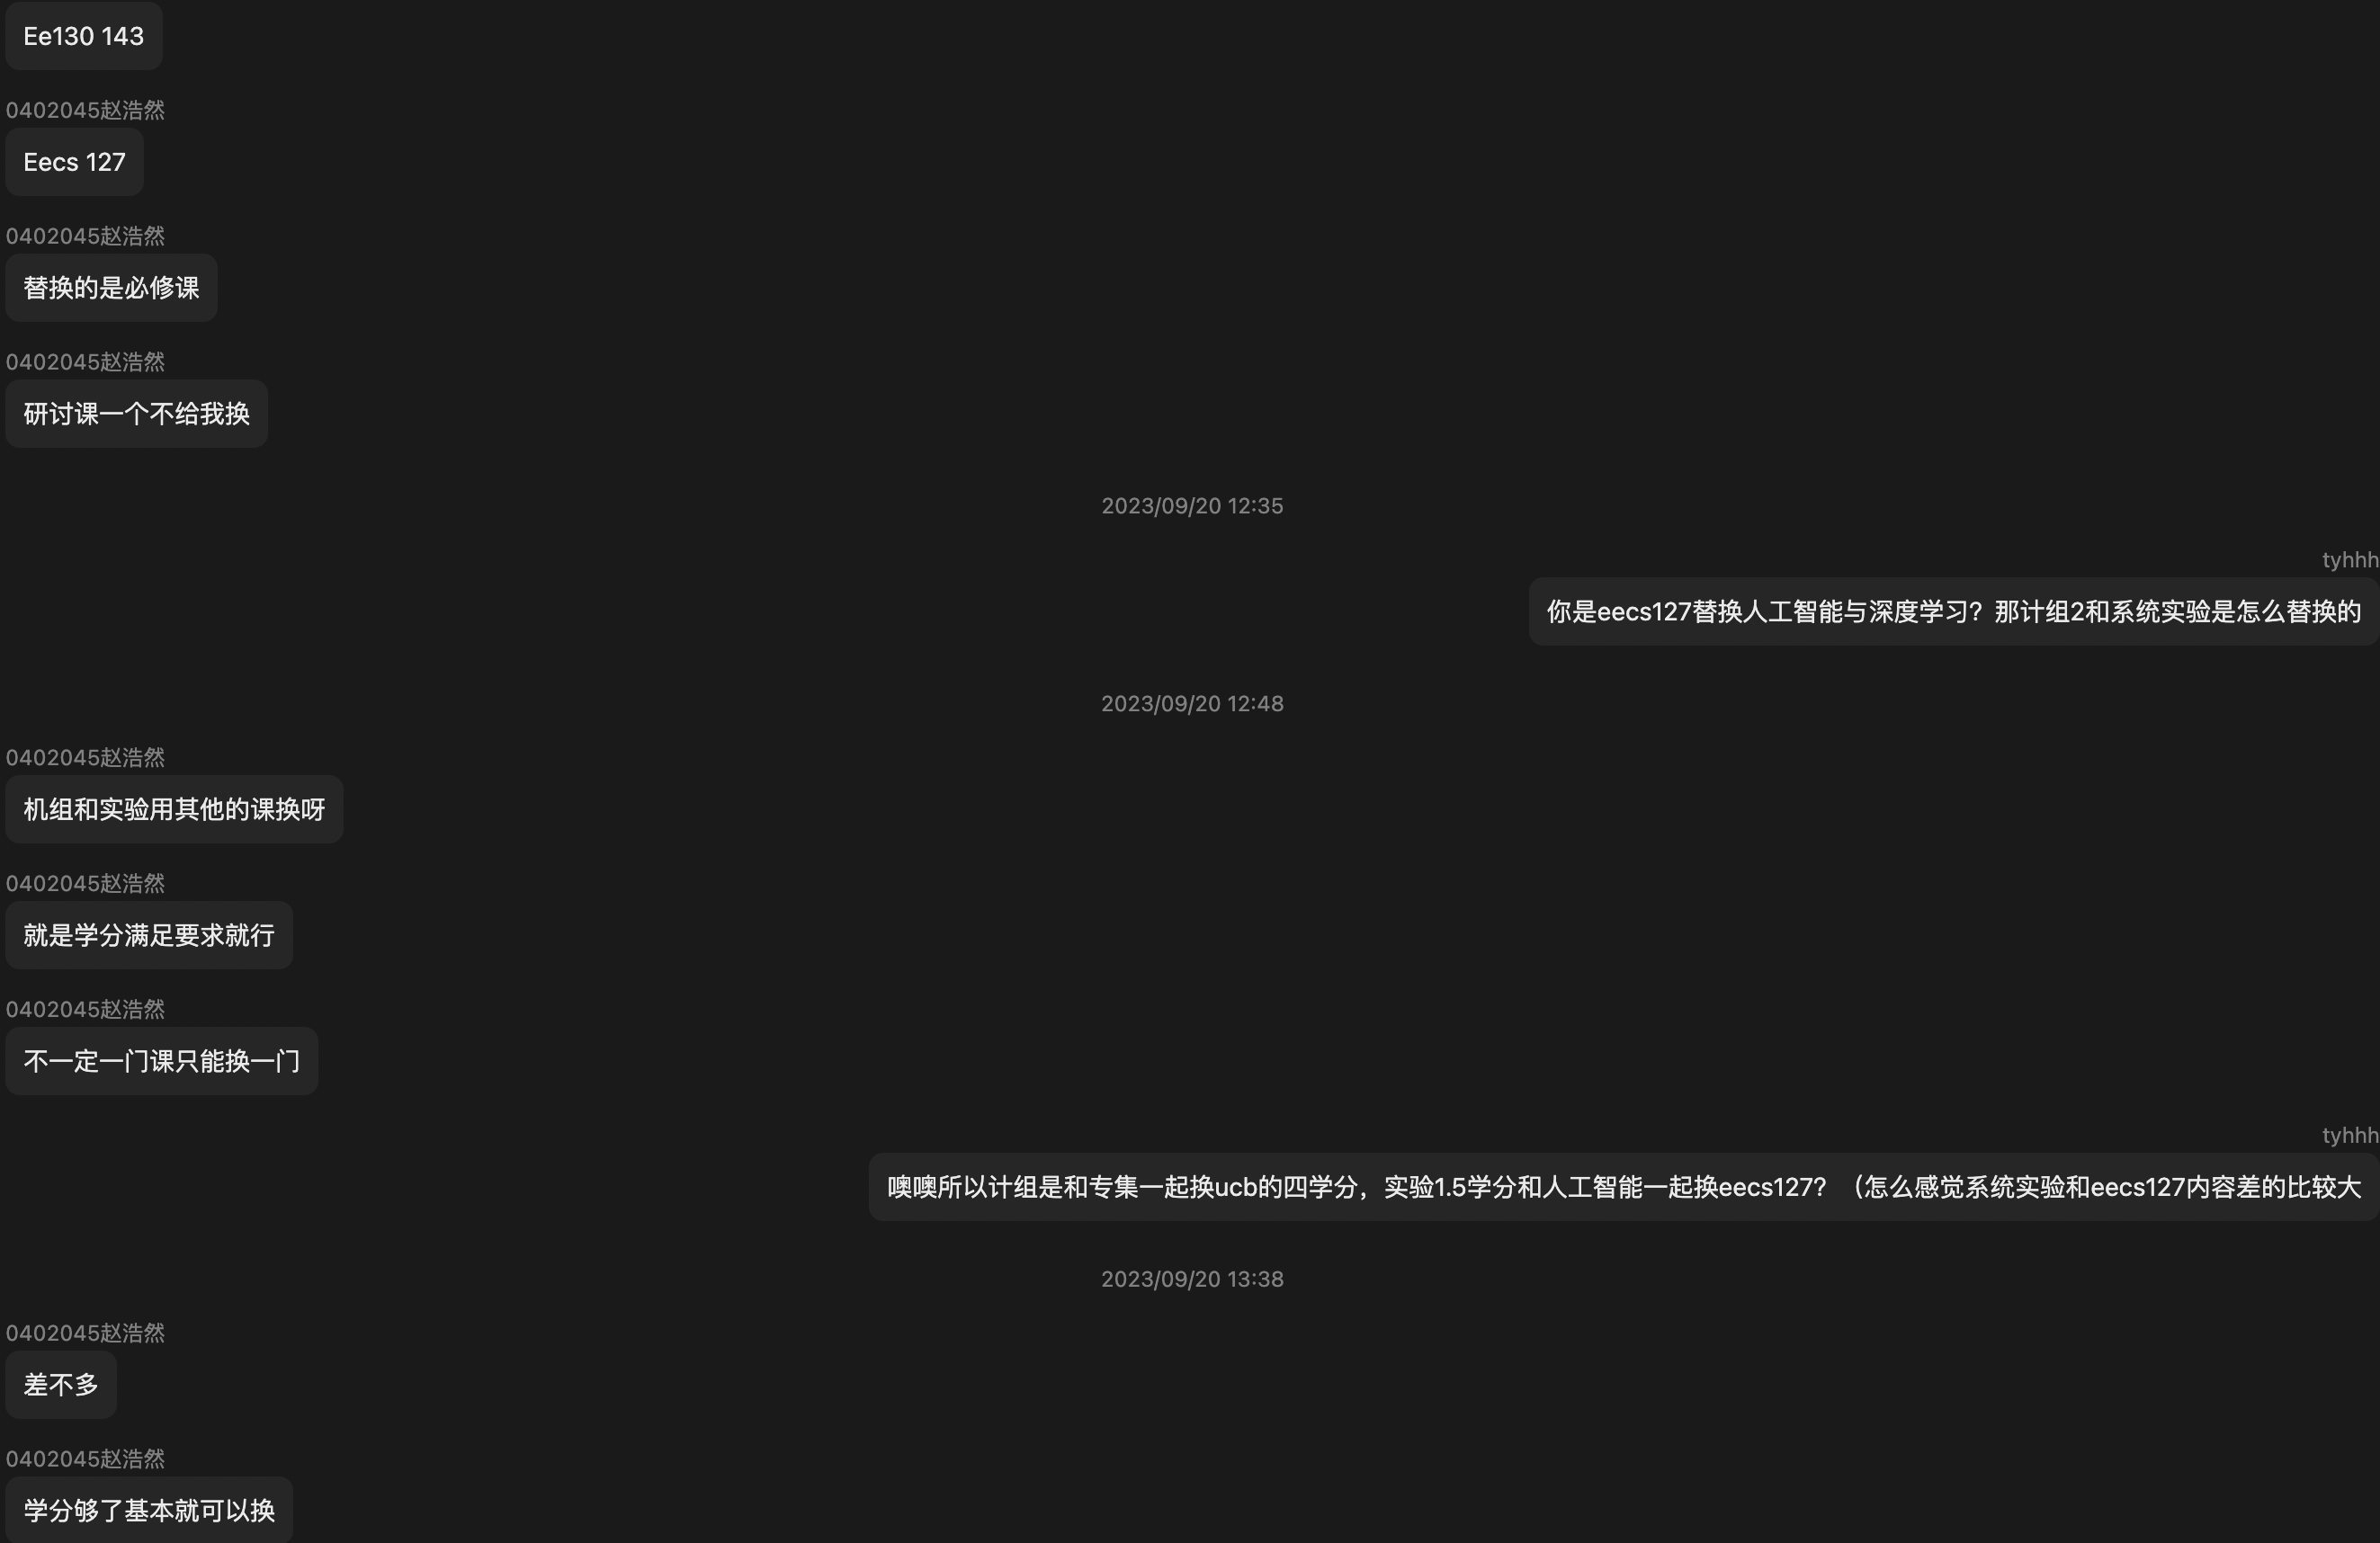 Ee130 143
0402045赵浩然
Eecs 127
0402045赵浩然
替换的是必修课
0402045赵浩然
研讨课一个不给我换
2023/09/20 12:35
tyhhh
你是eecs127替换人工智能与深度学习？那计组2和系统实验是怎么替换的
2023/09/20 12:48
0402045赵浩然
机组和实验用其他的课换呀
0402045赵浩然
就是学分满足要求就行
0402045赵浩然
不一定一门课只能换一门
tyhhh
噢噢所以计组是和专集一起换ucb的四学分，实验1.5学分和人工智能一起换eecs127？（怎么感觉系统实验和eecs127内容差的比较大
2023/09/20 13:38
0402045赵浩然
差不多
0402045赵浩然
学分够了基本就可以换